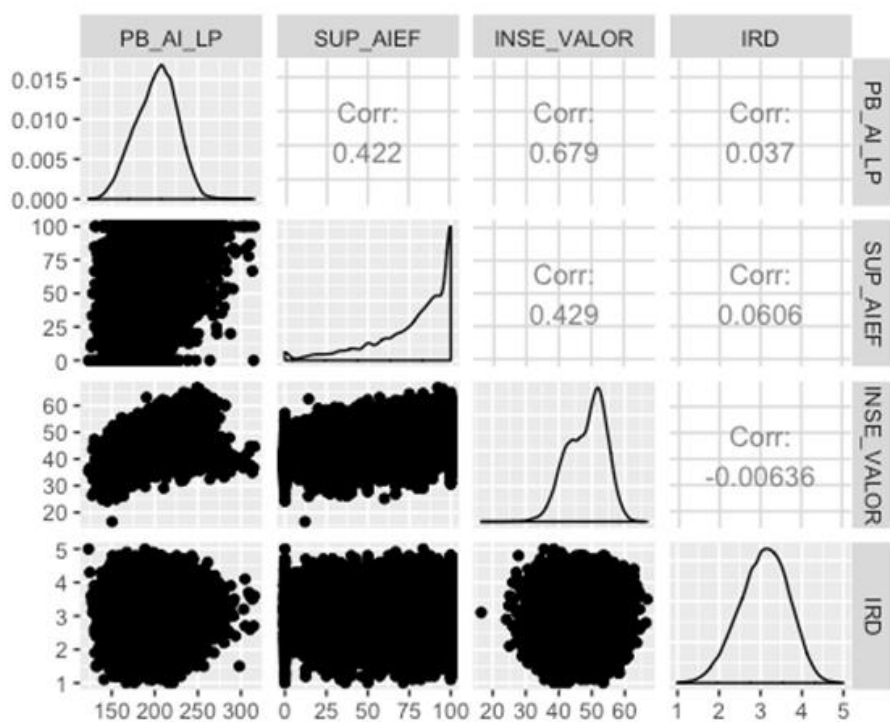 PB_AI_LP SUP_AIEF INSE_VALOR IRD
0.015
0.010
0.005
0.000
Corr:
0.422
Corr:
0.679
Corr:
0.037
PB_AI_LP
100
75
50
25
0
Corr:
0.429
Corr:
0.0606
SUP_AIEF
60
50
40
30
20
Corr:
-0.00636
INSE_VALOR
5
4
3
2
1
IRD
150 200 250 300 0 25 50 75 100 20 30 40 50 60 1 2 3 4 5